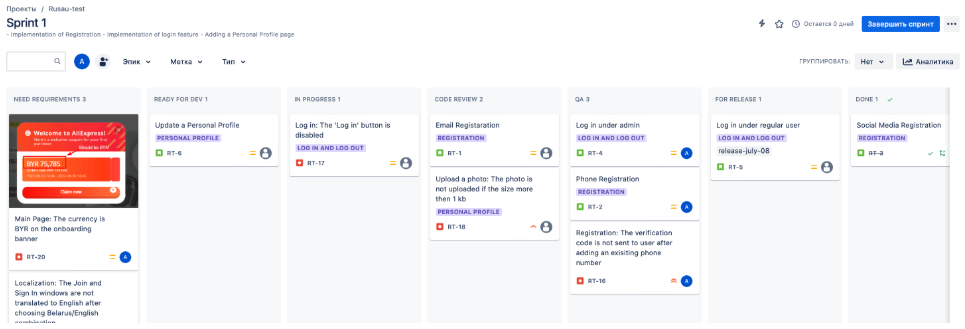 Проекты / Rusau-test
Sprint 1
- Implementation of Registration - Implementation of login feature - Adding a Personal Profile page
Остается 0 дней
Завершить спринт
A
Эпик
Метка
Тип
ГРУППИРОВАТЬ:
Нет
Аналитика
NEED REQUIREMENTS 3
Welcome to AliExpress!
Should be BYN
BYR 75,785
Claim now
Main Page: The currency is
BYR on the onboarding
banner
RT-20
A
Localization: The Join and
Sign In windows are not
translated to English after
choosing Belarus/English
combination
READY FOR DEV 1
Update a Personal Profile
PERSONAL PROFILE
RT-6
IN PROGRESS 1
Log in: The 'Log in' button is
disabled
LOG IN AND LOG OUT
RT-17
CODE REVIEW 2
Email Registaration
REGISTRATION
RT-1
Upload a photo: The photo is
not uploaded if the size more
then 1 kb
PERSONAL PROFILE
RT-18
QA 3
Log in under admin
LOG IN AND LOG OUT
RT-4
A
Phone Registration
REGISTRATION
RT-2
A
Registration: The verification
code is not sent to user after
adding an exisiting phone
number
RT-16
A
FOR RELEASE 1
Log in under regular user
LOG IN AND LOG OUT
release-july-08
RT-5
DONE 1
Social Media Registration
REGISTRATION
RT-3